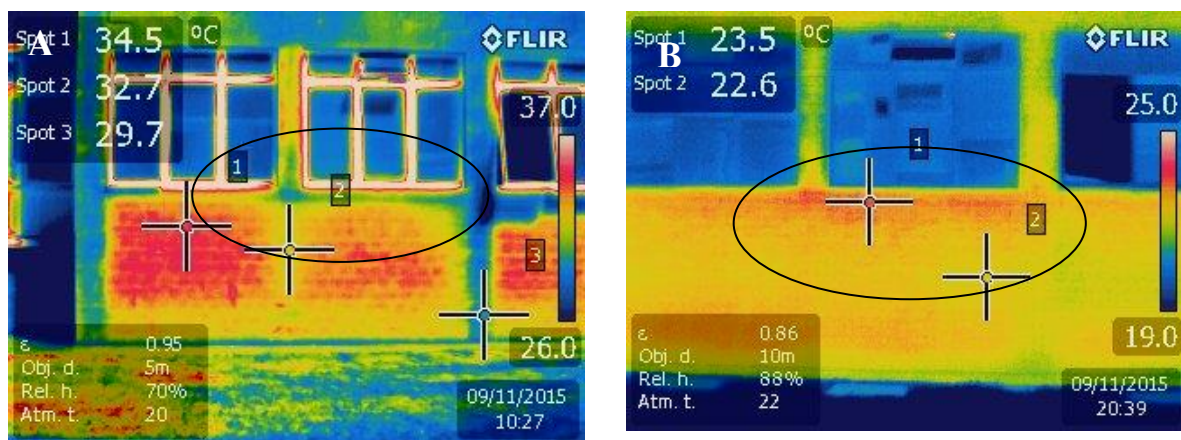 A
Spot 1 34.5 ºC
Spot 2 32.7
Spot 3 29.7
FLIR
37.0
1
2
3
ε 0.95
Obj. d. 5m
Rel. h. 70%
Atm. t. 20
26.0
09/11/2015
10:27
B
Spot 1 23.5 ºC
Spot 2 22.6
FLIR
25.0
1
2
ε 0.86
Obj. d. 10m
Rel. h. 88%
Atm. t. 22
19.0
09/11/2015
20:39